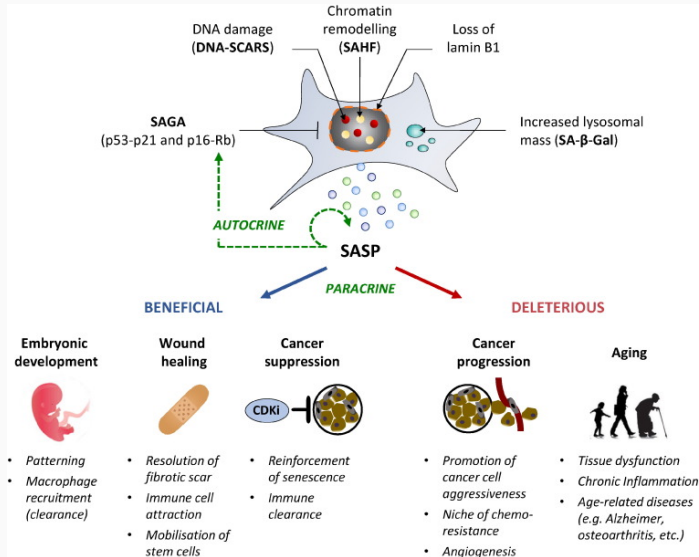 DNA damage
(DNA-SCARS)
Chromatin
remodelling
(SAHF)
Loss of
lamin B1
SAGA
(p53-p21 and p16-Rb)
Increased lysosomal
mass (SA-β-Gal)
AUTOCRINE
SASP
PARACRINE
BENEFICIAL
DELETERIOUS
Embryonic
development
• Patterning
• Macrophage
recruitment
(clearance)
Wound
healing
• Resolution of
fibrotic scar
• Immune cell
attraction
• Mobilisation of
stem cells
Cancer
suppression
CDKi
• Reinforcement
of senescence
• Immune
clearance
Cancer
progression
• Promotion of
cancer cell
aggressiveness
• Niche of chemo-
resistance
• Angiogenesis
Aging
• Tissue dysfunction
• Chronic Inflammation
• Age-related diseases
(e.g. Alzheimer,
osteoarthritis, etc.)